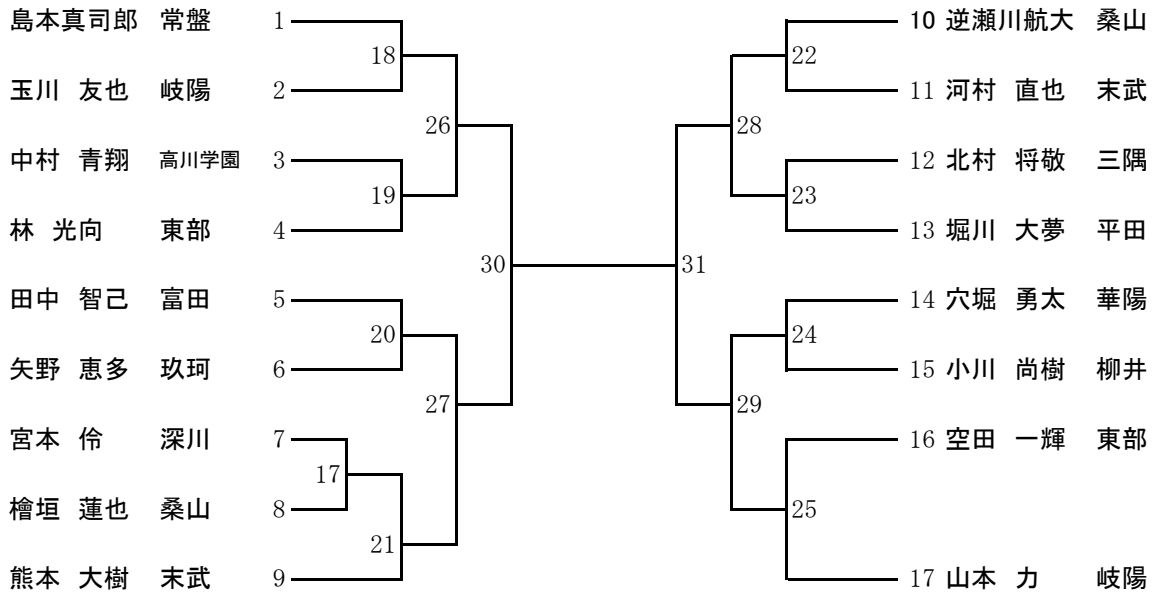 島本真司郎 常盤 1
18
玉川 友也 岐陽 2
26
中村 青翔 高川学園 3
19
林 光向 東部 4
30
田中 智己 富田 5
20
矢野 恵多 玖珂 6
27
宮本 伶 深川 7
17
檜垣 蓮也 桑山 8
21
熊本 大樹 末武 9
10 逆瀬川航大 桑山
22
11 河村 直也 末武
28
12 北村 将敬 三隅
23
13 堀川 大夢 平田
31
14 穴堀 勇太 華陽
24
15 小川 尚樹 柳井
29
16 空田 一輝 東部
25
17 山本 力 岐陽